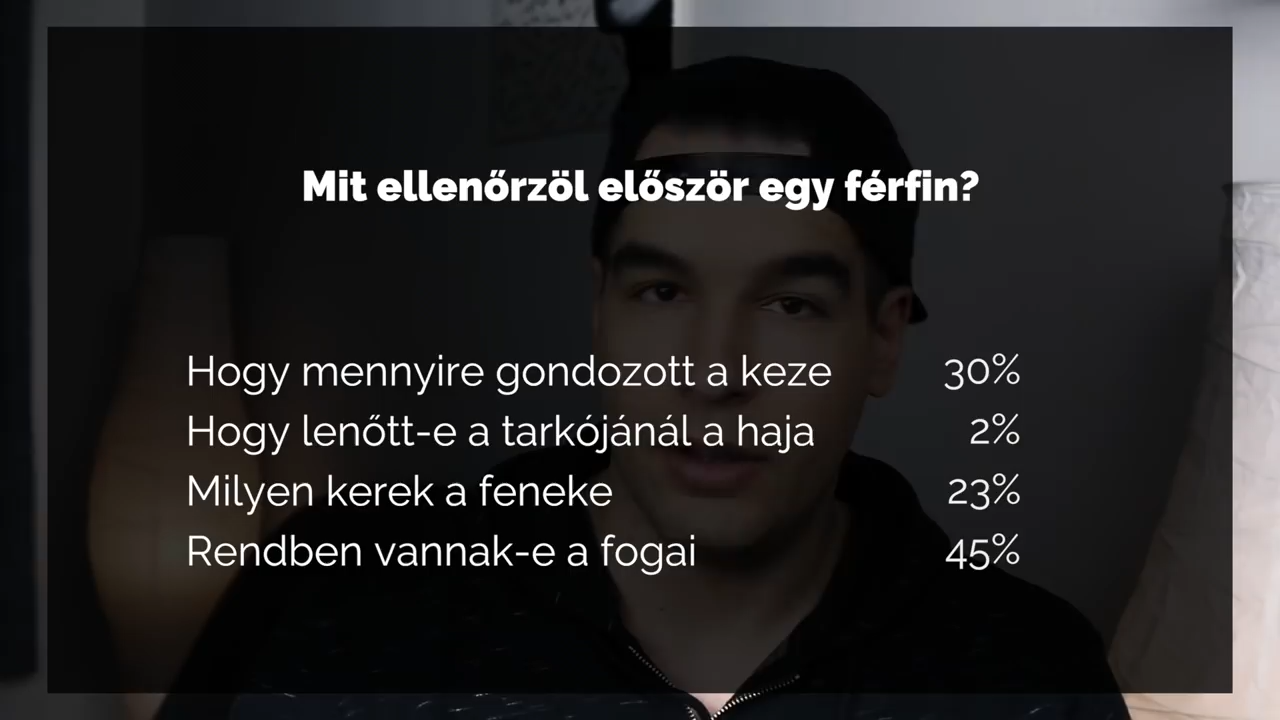 Mit ellenőrzöl először egy férfin?
Hogy mennyire gondozott a keze 30%
Hogy lenőtt-e a tarkójánál a haja 2%
Milyen kerek a feneke 23%
Rendben vannak-e a fogai 45%